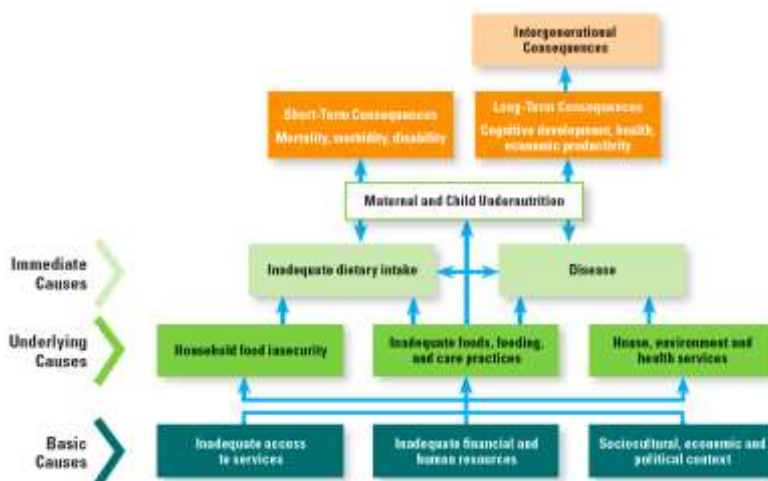 Intergenerational
Consequences
Short-Term Consequences
Mortality, morbidity, disability
Long-Term Consequences
Cognitive development, health,
economic productivity
Maternal and Child Undernutrition
Immediate
Causes
Inadequate dietary intake
Disease
Underlying
Causes
Household food insecurity
Inadequate foods, feeding,
and care practices
House, environment and
health services
Basic
Causes
Inadequate access
to services
Inadequate financial and
human resources
Sociocultural, economic and
political context